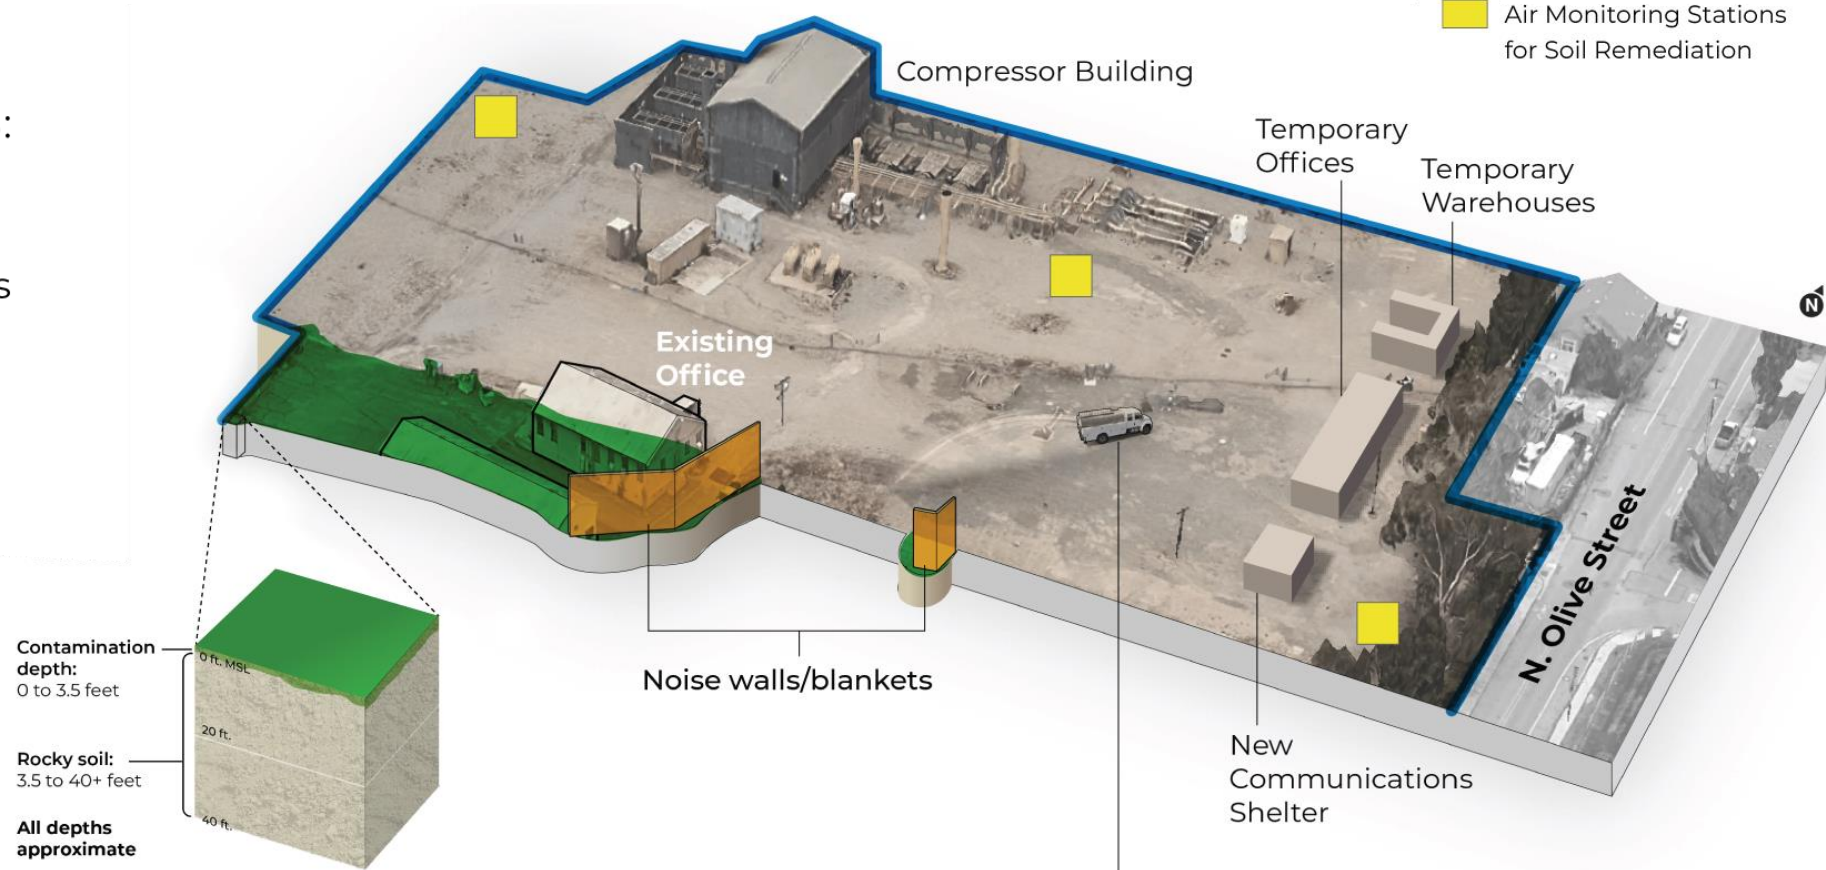 :
s
Air Monitoring Stations
for Soil Remediation
Compressor Building
Temporary
Offices
Temporary
Warehouses
N
Existing
Office
N. Olive Street
Contamination
depth:
0 to 3.5 feet
0 ft. MSL
20 ft.
Rocky soil:
3.5 to 40+ feet
40 ft.
All depths
approximate
Noise walls/blankets
New
Communications
Shelter